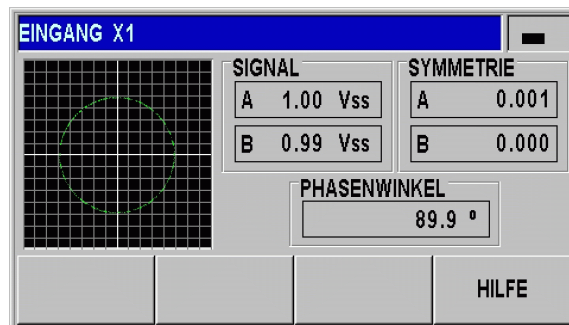 EINGANG X1
SIGNAL
A 1.00 Vss
B 0.99 Vss
SYMMETRIE
A 0.001
B 0.000
PHASENWINKEL
89.9 °
HILFE